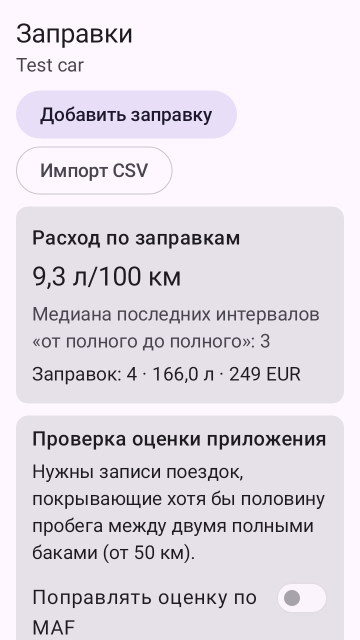 Заправки
Test car
Добавить заправку
Импорт CSV
Расход по заправкам
9,3 л/100 км
Медиана последних интервалов
«от полного до полного»: 3
Заправок: 4 · 166,0 л · 249 EUR
Проверка оценки приложения
Нужны записи поездок,
покрывающие хотя бы половину
пробега между двумя полными
баками (от 50 км).
Поправлять оценку по
MAF